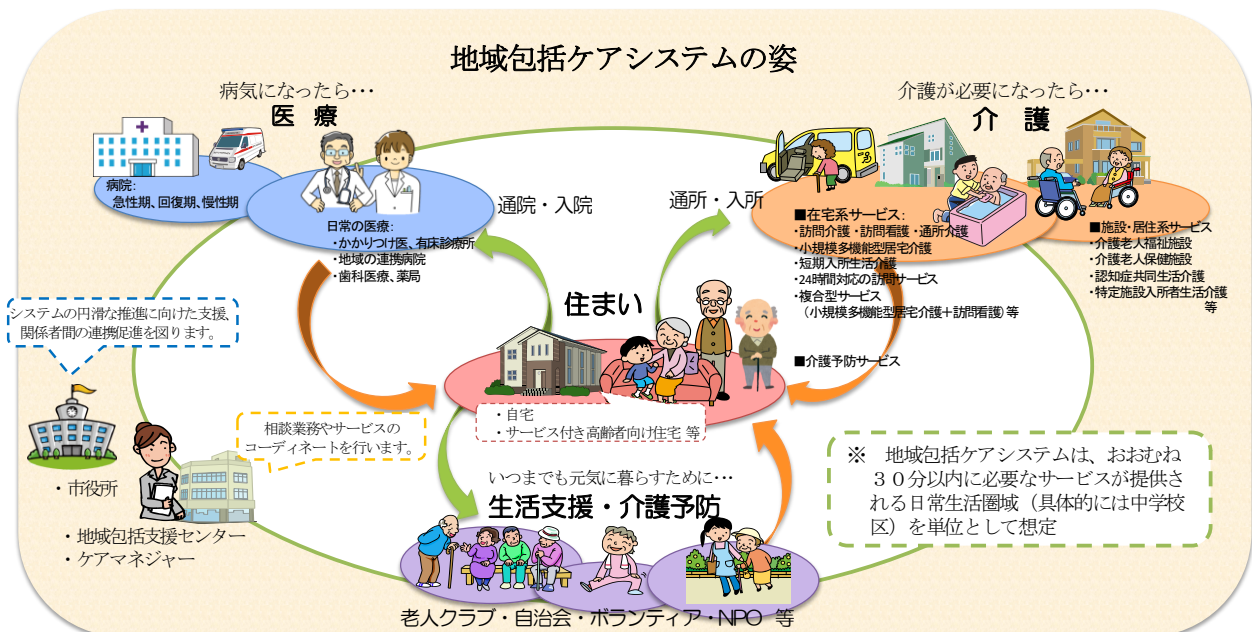 地域包括ケアシステムの姿
病気になったら･･･
医 療
介護が必要になったら･･･
介 護
病院：
急性期、回復期、慢性期
日常の医療：
・かかりつけ医、有床診療所
・地域の連携病院
・歯科医療、薬局
通院・入院
通所・入所
■在宅系サービス：
・訪問介護・訪問看護・通所介護
・小規模多機能型居宅介護
・短期入所生活介護
・24時間対応の訪問サービス
・複合型サービス
（小規模多機能型居宅介護＋訪問看護）等
■介護予防サービス
■施設・居住系サービス
・介護老人福祉施設
・介護老人保健施設
・認知症共同生活介護
・特定施設入所者生活介護
等
住まい
・自宅
・サービス付き高齢者向け住宅 等
システムの円滑な推進に向けた支援、
関係者間の連携促進を図ります。
・市役所
相談業務やサービスの
コーディネートを行います。
・地域包括支援センター
・ケアマネジャー
いつまでも元気に暮らすために･･･
生活支援・介護予防
老人クラブ・自治会・ボランティア・NPO 等
※ 地域包括ケアシステムは、おおむね
３０分以内に必要なサービスが提供さ
れる日常生活圏域（具体的には中学校
区）を単位として想定